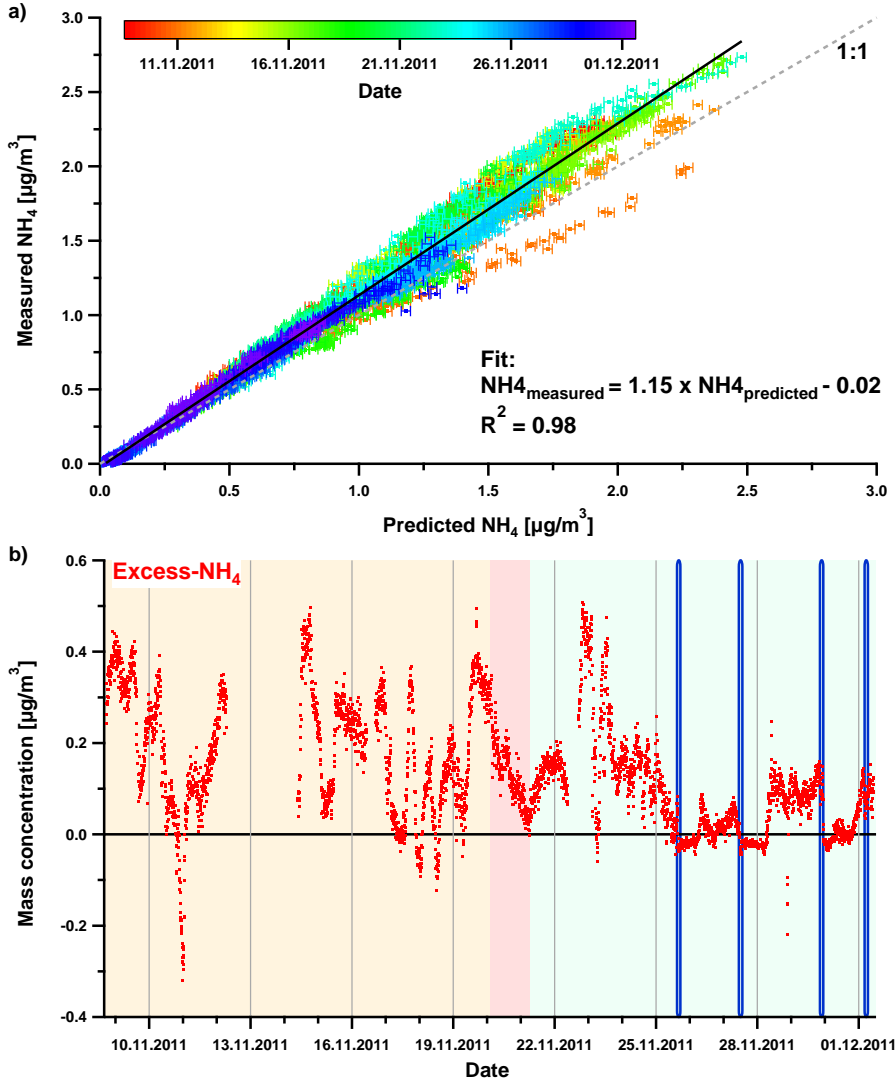 a)
3.0
2.5
2.0
1.5
1.0
0.5
0.0
Measured NH4 [µg/m3]
11.11.2011 16.11.2011 21.11.2011 26.11.2011 01.12.2011
Date
1:1
Fit:
NH4measured = 1.15 x NH4predicted - 0.02
R2 = 0.98
0.0 0.5 1.0 1.5 2.0 2.5 3.0
Predicted NH4 [µg/m3]
b)
0.6
0.4
0.2
0.0
-0.2
-0.4
Mass concentration [µg/m3]
Excess-NH4
10.11.2011 13.11.2011 16.11.2011 19.11.2011 22.11.2011 25.11.2011 28.11.2011 01.12.2011
Date